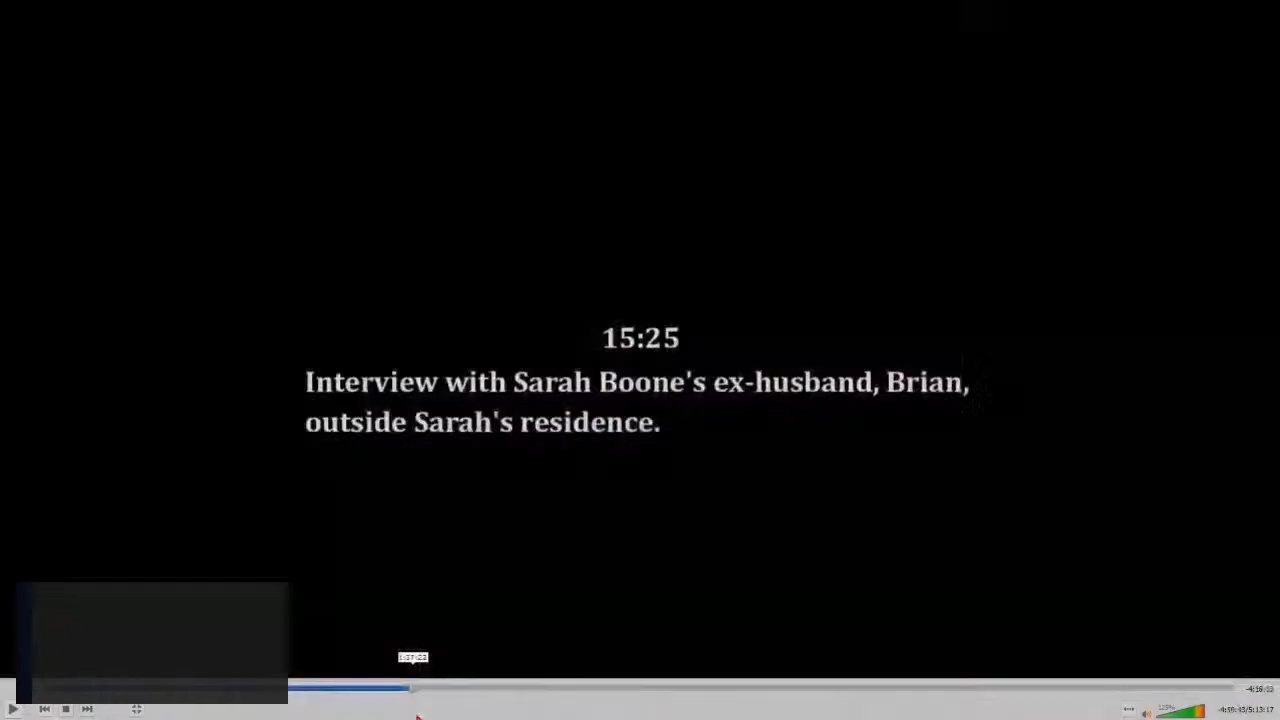 15:25
Interview with Sarah Boone's ex-husband, Brian,
outside Sarah's residence.